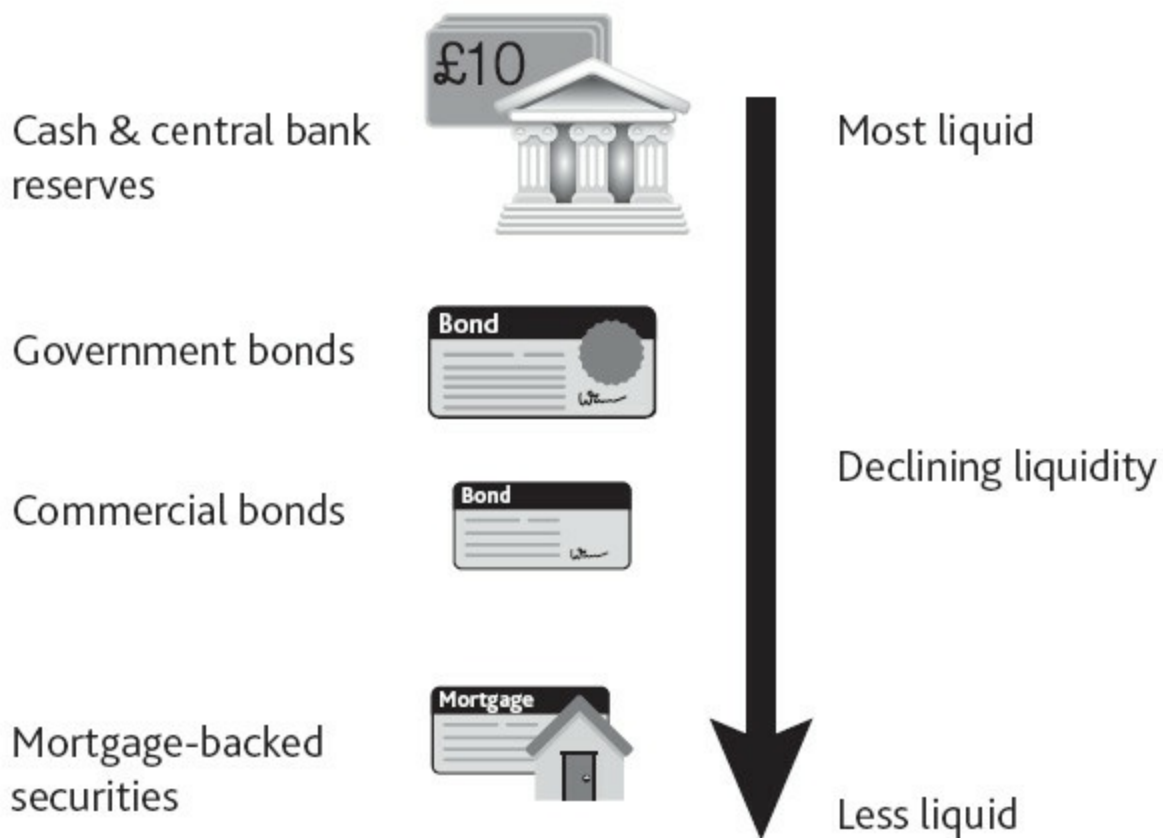 £10
Cash & central bank
reserves
Most liquid
Bond
Government bonds
Declining liquidity
Bond
Commercial bonds
Mortgage
Mortgage-backed
securities
Less liquid